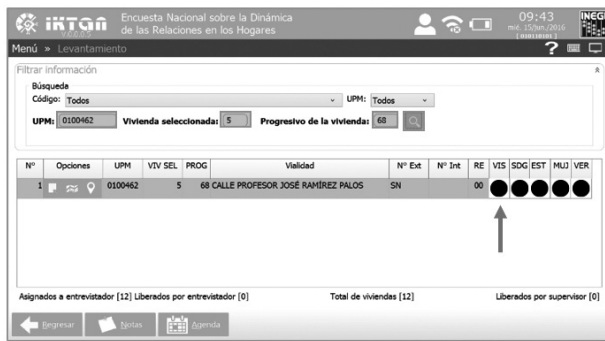 iKTAN
V.6.0.0.5
Encuesta Nacional sobre la Dinámica
de las Relaciones en los Hogares
09:43
mié. 15/jun./2016
INEGI
Menú » Levantamiento
?
Filtrar información
Búsqueda
Código: Todos UPM: Todos
UPM: 0100462 Vivienda seleccionada: 5 Progresivo de la vivienda: 68
Nº Opciones UPM VIV SEL PROG Vialidad Nº Ext Nº Int RE VIS SDG EST MUJ VER
1 0100462 5 68 CALLE PROFESOR JOSÉ RAMÍREZ PALOS SN 00
Asignados a entrevistador [12] Liberados por entrevistador [0] Total de viviendas [12] Liberados por supervisor [0]
Regresar Notas Agenda